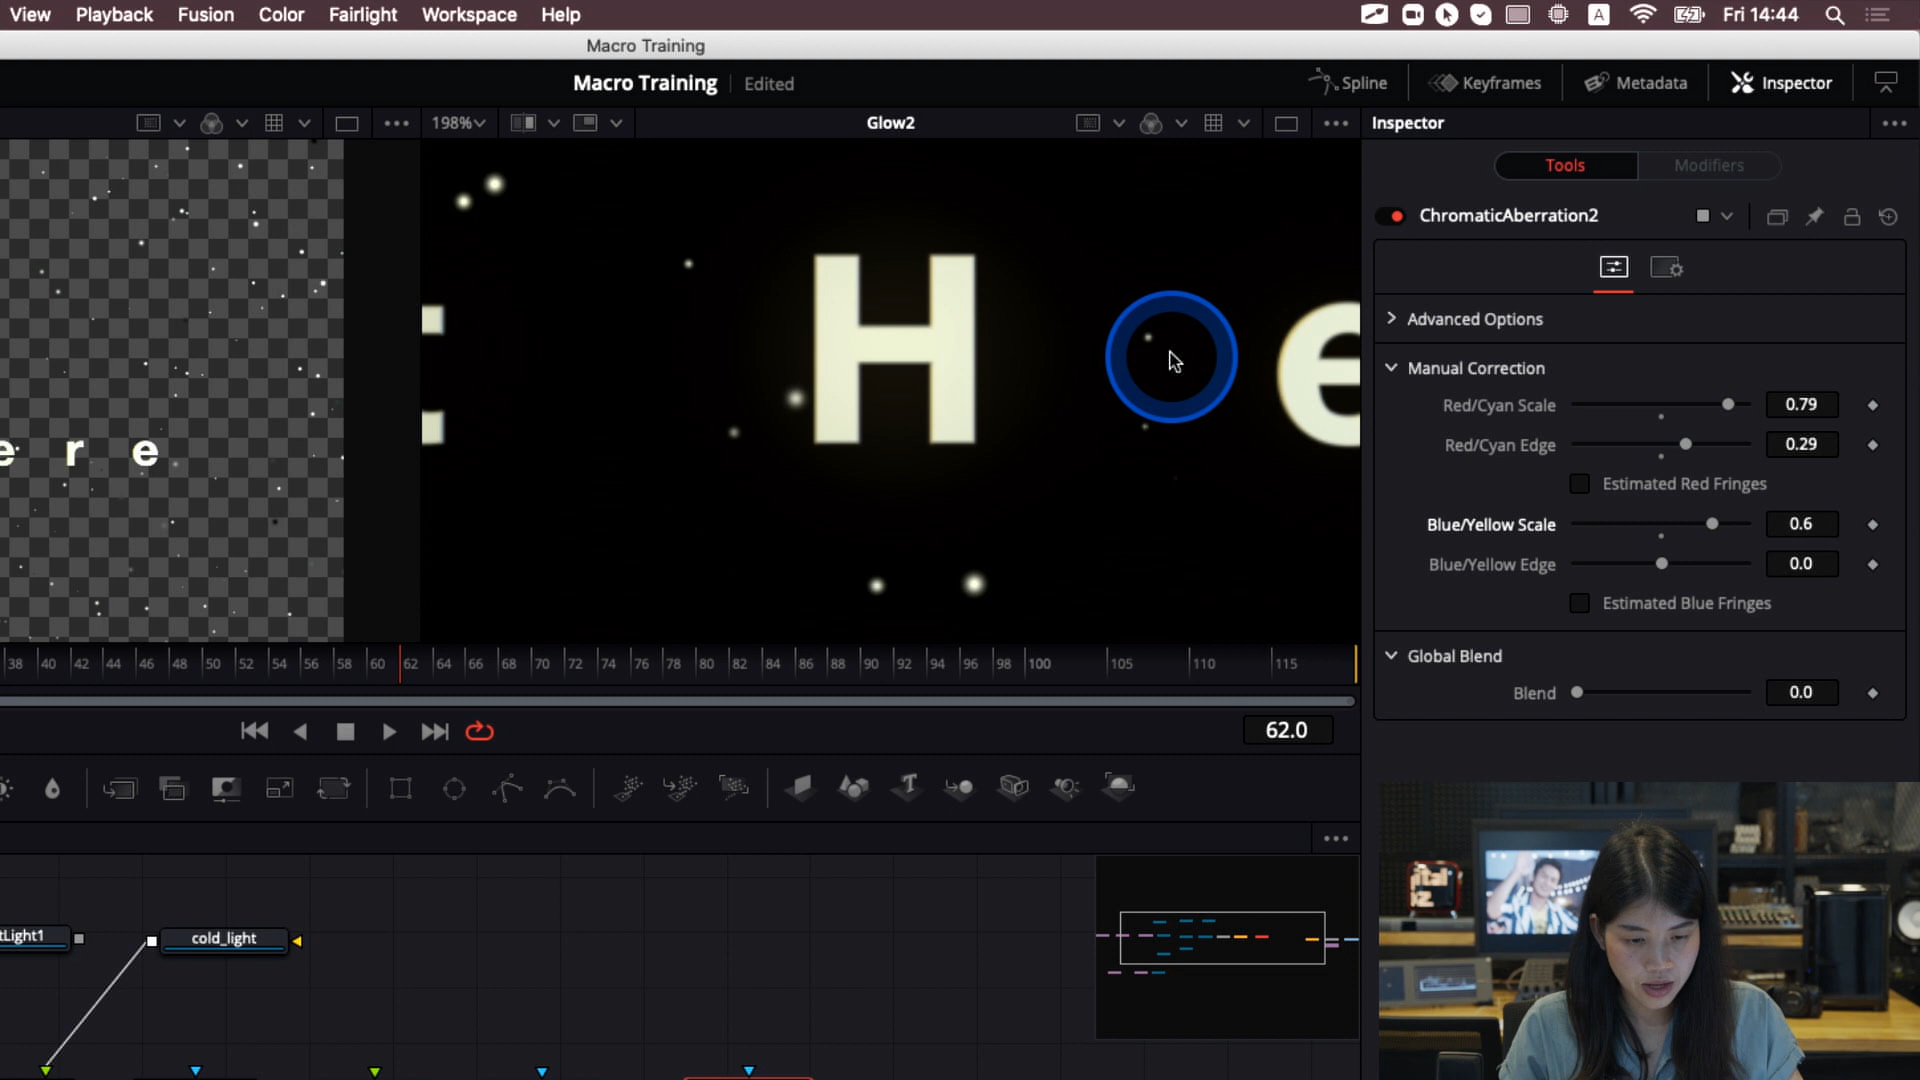 View Playback Fusion Color Fairlight Workspace Help
A Fri 14:44
Macro Training
Macro Training Edited
Spline Keyframes Metadata Inspector
198% Glow2
Inspector
Tools Modifiers
ChromaticAberration2
Advanced Options
Manual Correction
Red/Cyan Scale 0.79
Red/Cyan Edge 0.29
Estimated Red Fringes
Blue/Yellow Scale 0.6
Blue/Yellow Edge 0.0
Estimated Blue Fringes
Global Blend
Blend 0.0
H e
e r e
38 40 42 44 46 48 50 52 54 56 58 60 62 64 66 68 70 72 74 76 78 80 82 84 86 88 90 92 94 96 98 100 105 110 115
62.0
T
tLight1
cold_light